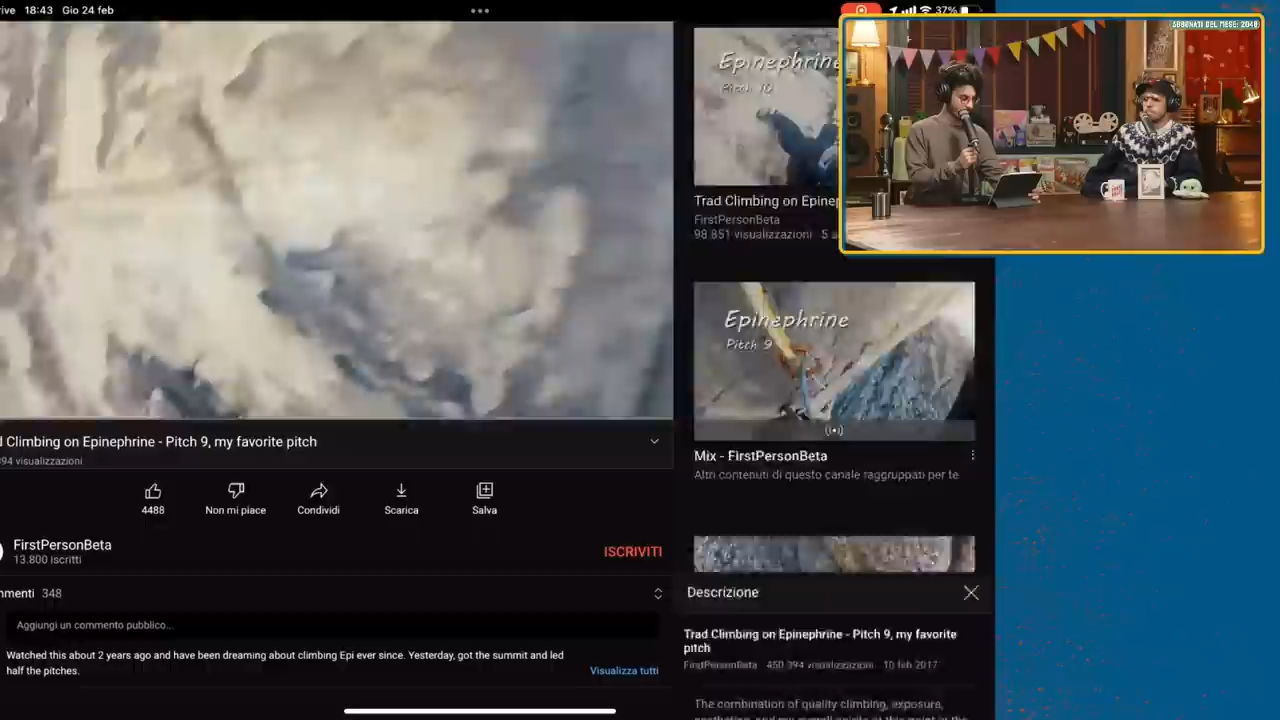 18:43 Gio 24 feb
37%
ABBONATI DEL MESE: 2048
Epinephrine
Pitch 10
Trad Climbing on Epinep
FirstPersonBeta
98.851 visualizzazioni
Epinephrine
Pitch 9
Mix - FirstPersonBeta
Altri contenuti di questo canale raggruppati per te
Climbing on Epinephrine - Pitch 9, my favorite pitch
394 visualizzazioni
4488
Non mi piace
Condividi
Scarica
Salva
FirstPersonBeta
13.800 iscritti
ISCRIVITI
mmenti 348
Aggiungi un commento pubblico...
Watched this about 2 years ago and have been dreaming about climbing Epi ever since. Yesterday, got the summit and led
half the pitches.
Visualizza tutti
Descrizione
Trad Climbing on Epinephrine - Pitch 9, my favorite
pitch
FirstPersonBeta 450.394 visualizzazioni 10 feb 2017
The combination of quality climbing, exposure,